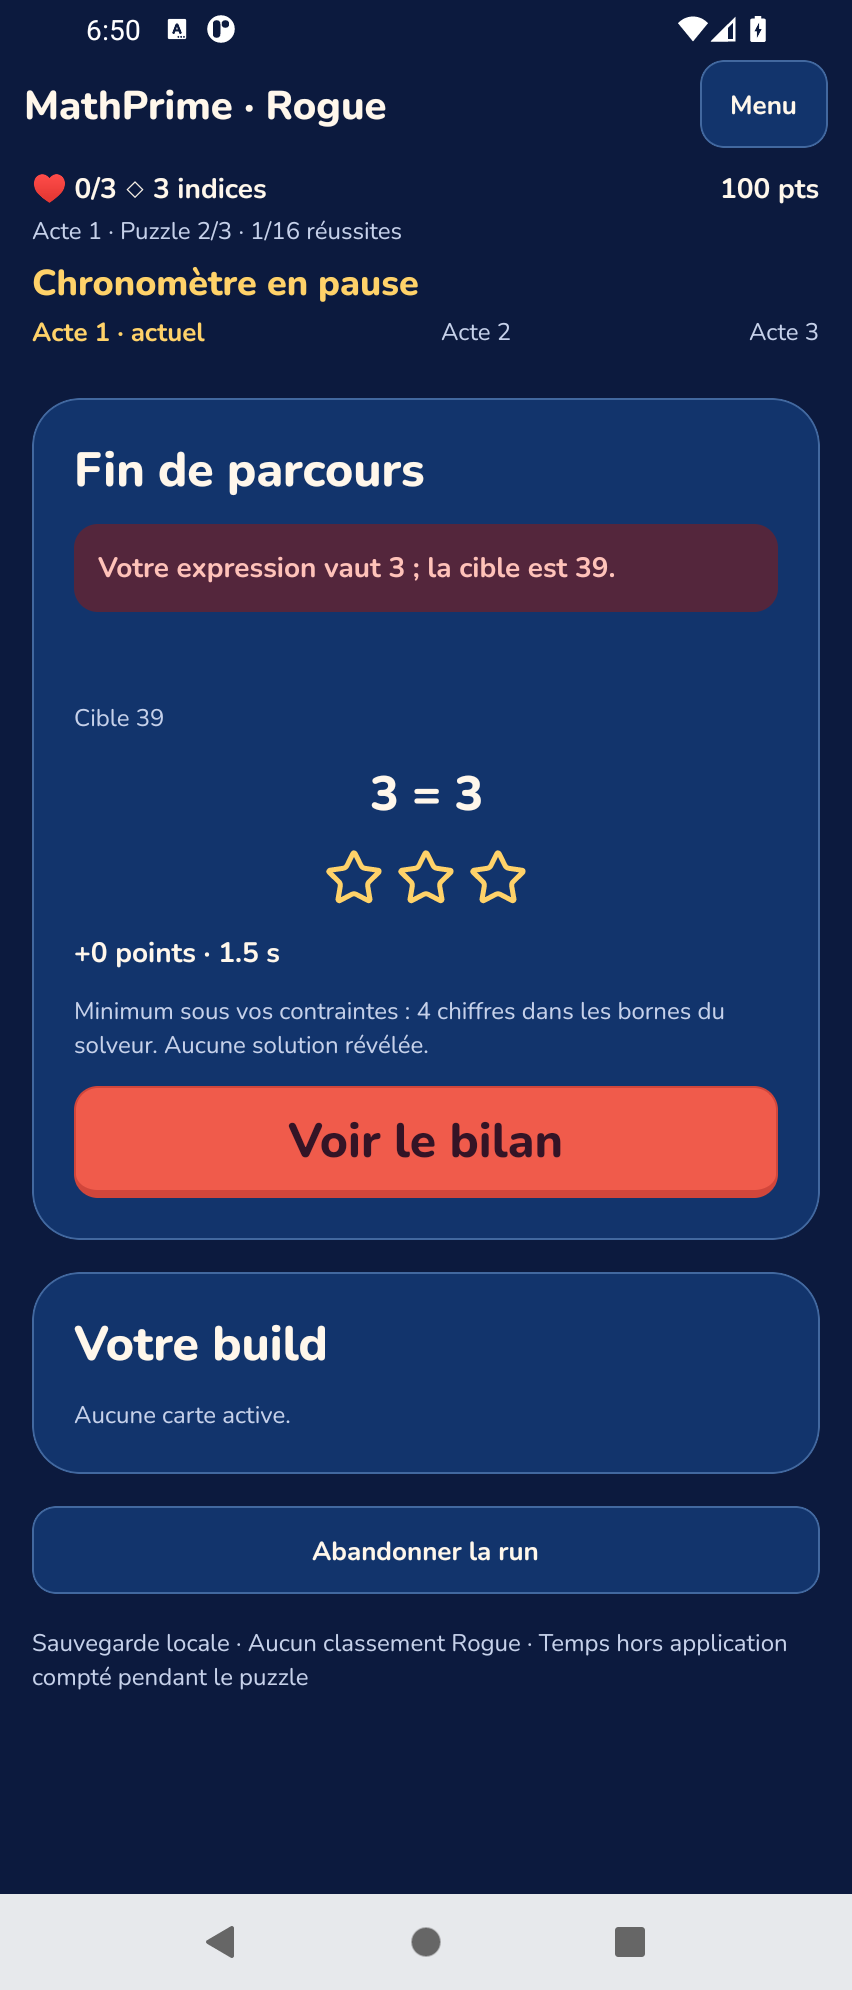 6:50
MathPrime · Rogue
Menu
❤️ 0/3 ◇ 3 indices
100 pts
Acte 1 · Puzzle 2/3 · 1/16 réussites
Chronomètre en pause
Acte 1 · actuel
Acte 2
Acte 3
Fin de parcours
Votre expression vaut 3 ; la cible est 39.
Cible 39
3 = 3
+0 points · 1.5 s
Minimum sous vos contraintes : 4 chiffres dans les bornes du
solveur. Aucune solution révélée.
Voir le bilan
Votre build
Aucune carte active.
Abandonner la run
Sauvegarde locale · Aucun classement Rogue · Temps hors application
compté pendant le puzzle